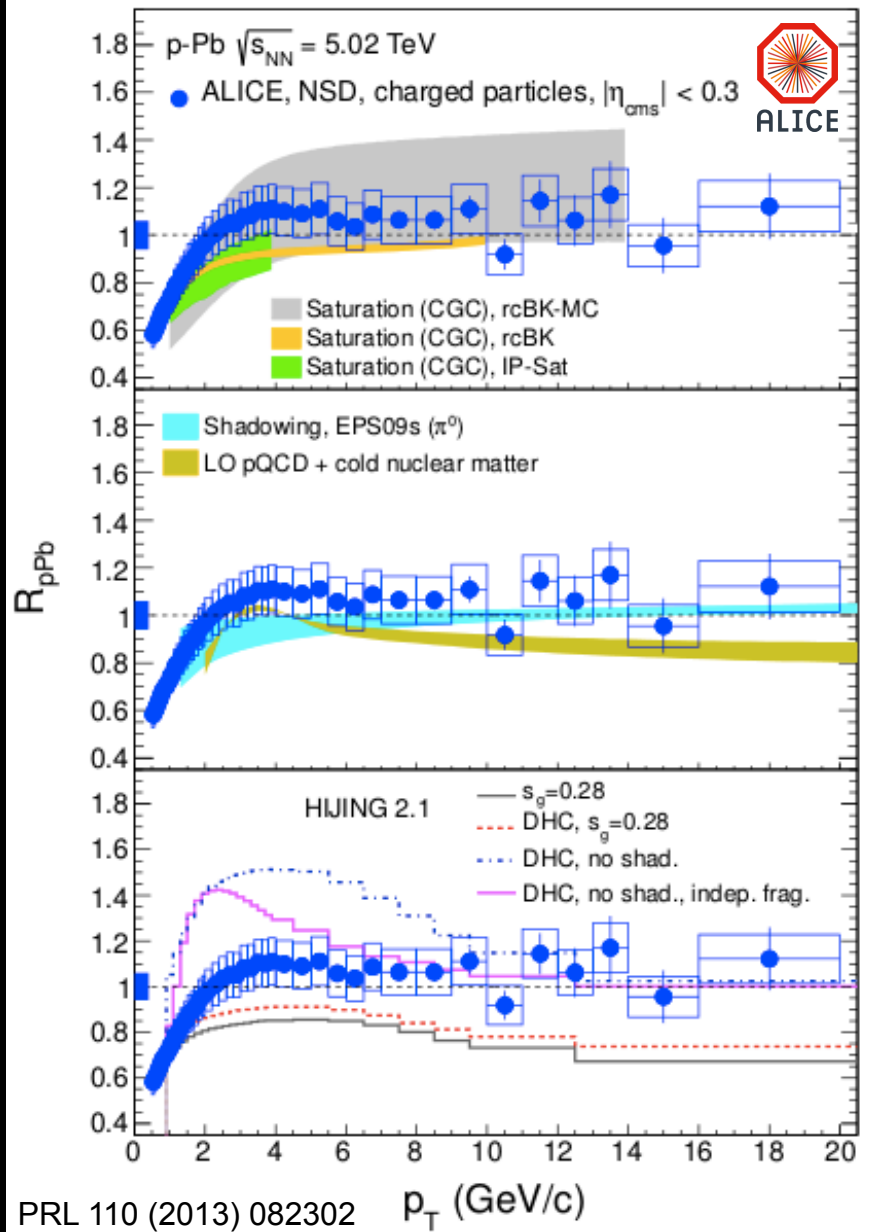 p-Pb √s_NN = 5.02 TeV
ALICE, NSD, charged particles, |η_cms| < 0.3
ALICE
1.8
1.6
1.4
1.2
1
0.8
0.6
0.4
Saturation (CGC), rcBK-MC
Saturation (CGC), rcBK
Saturation (CGC), IP-Sat
Shadowing, EPS09s (π⁰)
LO pQCD + cold nuclear matter
1.8
1.6
1.4
1.2
1
0.8
0.6
0.4
R_pPb
HIJING 2.1
s_g=0.28
DHC, s_g=0.28
DHC, no shad.
DHC, no shad., indep. frag.
1.8
1.6
1.4
1.2
1
0.8
0.6
0.4
0 2 4 6 8 10 12 14 16 18 20
p_T (GeV/c)
PRL 110 (2013) 082302